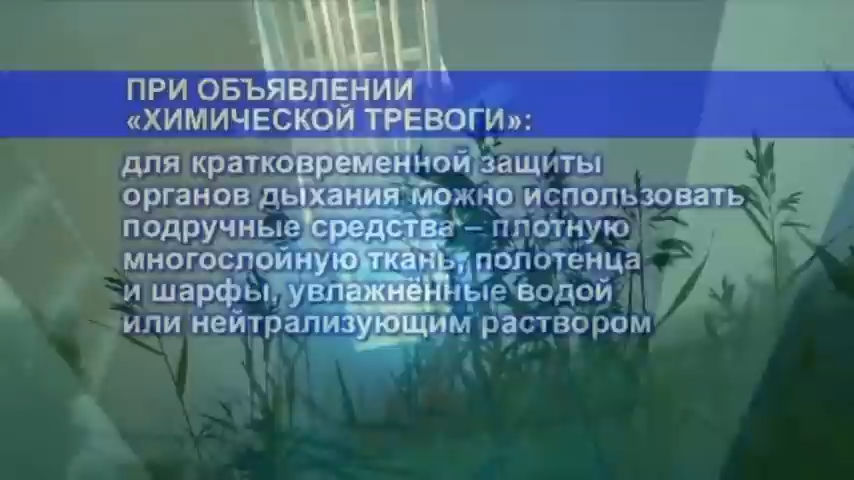 ПРИ ОБЪЯВЛЕНИИ
«ХИМИЧЕСКОЙ ТРЕВОГИ»:
для кратковременной защиты
органов дыхания можно использовать
подручные средства – плотную
многослойную ткань, полотенца
и шарфы, увлажнённые водой
или нейтрализующим раствором